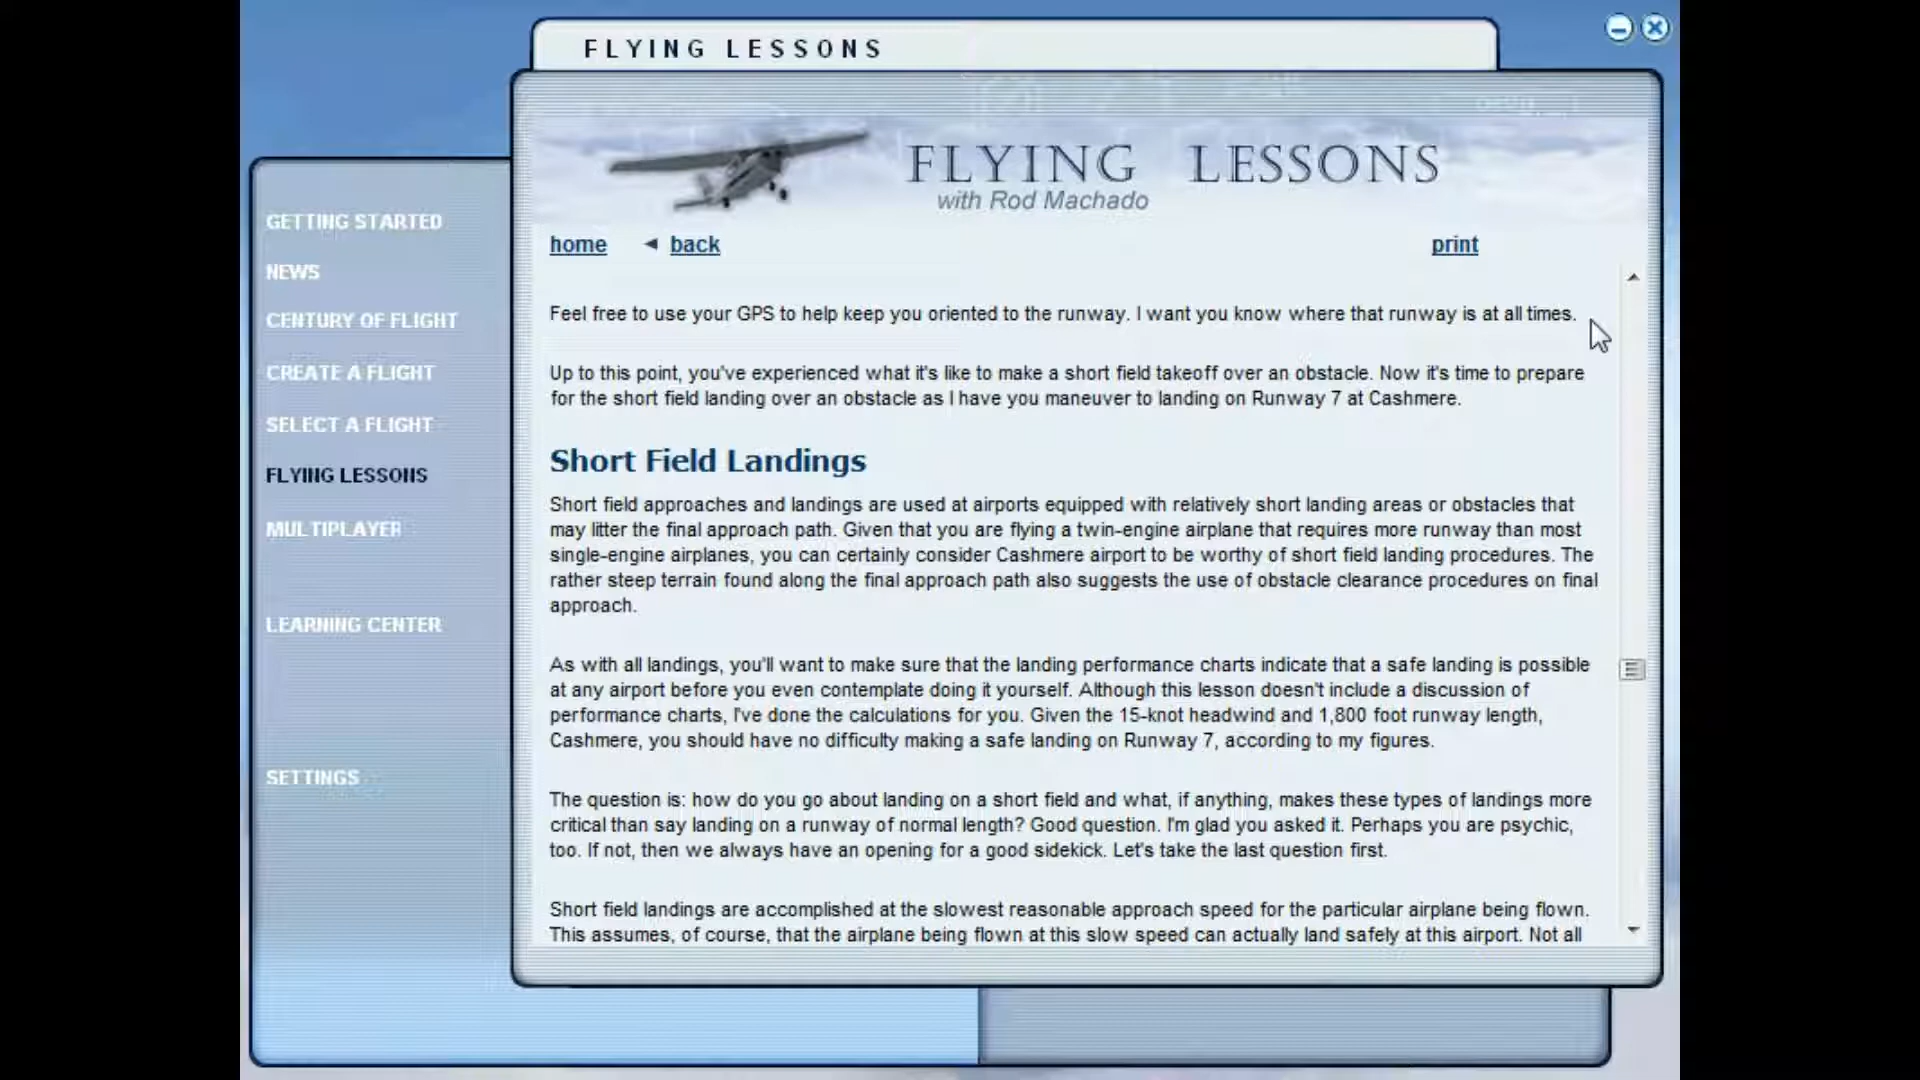 FLYING LESSONS
FLYING LESSONS
with Rod Machado
home
back
print
GETTING STARTED
NEWS
CENTURY OF FLIGHT
CREATE A FLIGHT
SELECT A FLIGHT
FLYING LESSONS
MULTIPLAYER
LEARNING CENTER
SETTINGS
Feel free to use your GPS to help keep you oriented to the runway. I want you know where that runway is at all times.
Up to this point, you've experienced what it's like to make a short field takeoff over an obstacle. Now it's time to prepare
for the short field landing over an obstacle as I have you maneuver to landing on Runway 7 at Cashmere.
Short Field Landings
Short field approaches and landings are used at airports equipped with relatively short landing areas or obstacles that
may litter the final approach path. Given that you are flying a twin-engine airplane that requires more runway than most
single-engine airplanes, you can certainly consider Cashmere airport to be worthy of short field landing procedures. The
rather steep terrain found along the final approach path also suggests the use of obstacle clearance procedures on final
approach.
As with all landings, you'll want to make sure that the landing performance charts indicate that a safe landing is possible
at any airport before you even contemplate doing it yourself. Although this lesson doesn't include a discussion of
performance charts, I've done the calculations for you. Given the 15-knot headwind and 1,800 foot runway length,
Cashmere, you should have no difficulty making a safe landing on Runway 7, according to my figures.
The question is: how do you go about landing on a short field and what, if anything, makes these types of landings more
critical than say landing on a runway of normal length? Good question. I'm glad you asked it. Perhaps you are psychic,
too. If not, then we always have an opening for a good sidekick. Let's take the last question first.
Short field landings are accomplished at the slowest reasonable approach speed for the particular airplane being flown.
This assumes, of course, that the airplane being flown at this slow speed can actually land safely at this airport. Not all